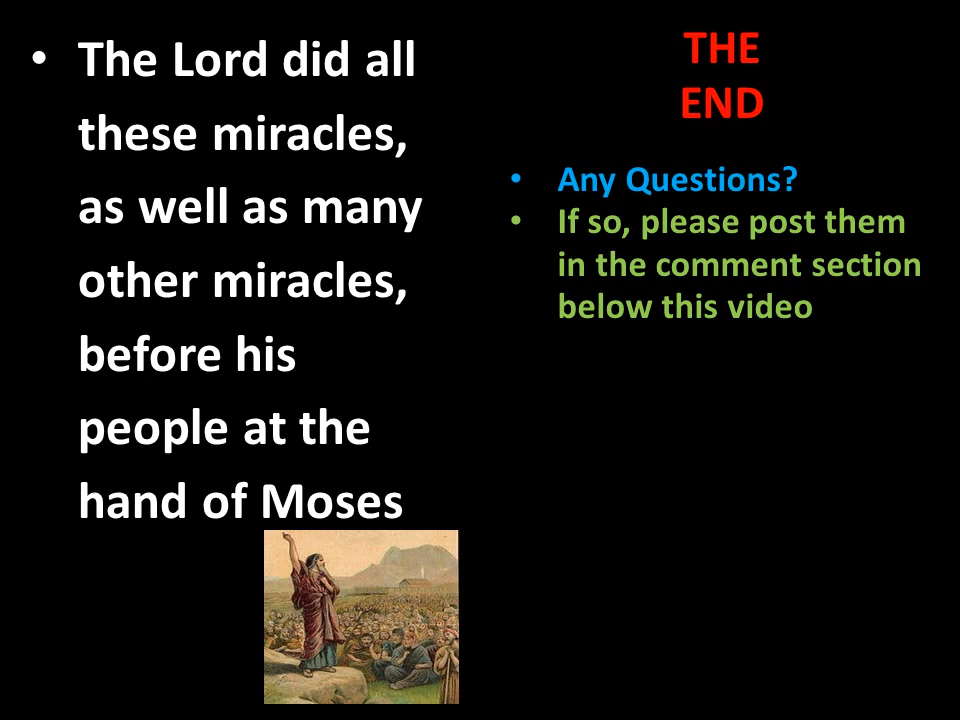 • The Lord did all
these miracles,
as well as many
other miracles,
before his
people at the
hand of Moses
THE
END
• Any Questions?
• If so, please post them
in the comment section
below this video